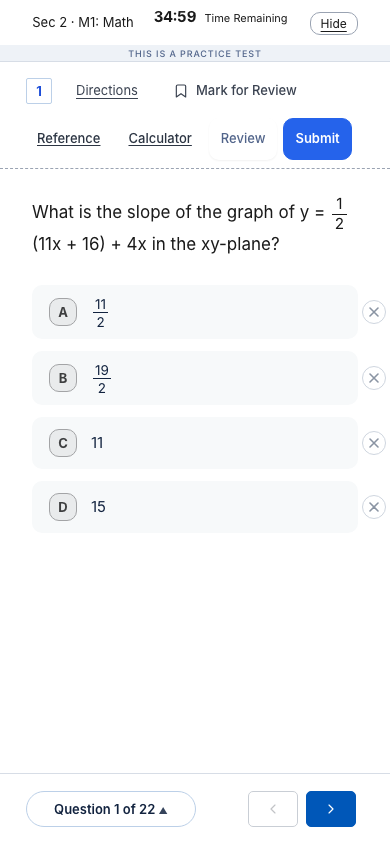 Sec 2 · M1: Math 34:59 Time Remaining Hide
THIS IS A PRACTICE TEST
1 Directions Mark for Review
Reference Calculator Review Submit
What is the slope of the graph of y = 1/2
(11x + 16) + 4x in the xy-plane?
A 11/2
B 19/2
C 11
D 15
Question 1 of 22 ▲